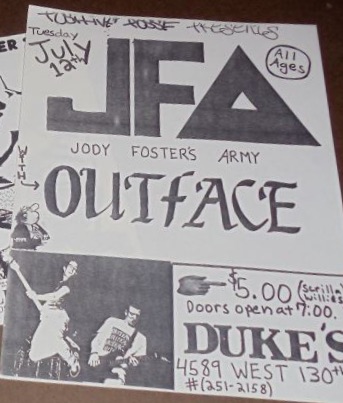 PRESENTS
Tuesday
July
12th
All
Ages
JFA
JODY FOSTER'S ARMY
WITH
OUTFACE
$5.00
Doors open at 7:00.
DUKE'S
4589 WEST 130th
#(251-2158)